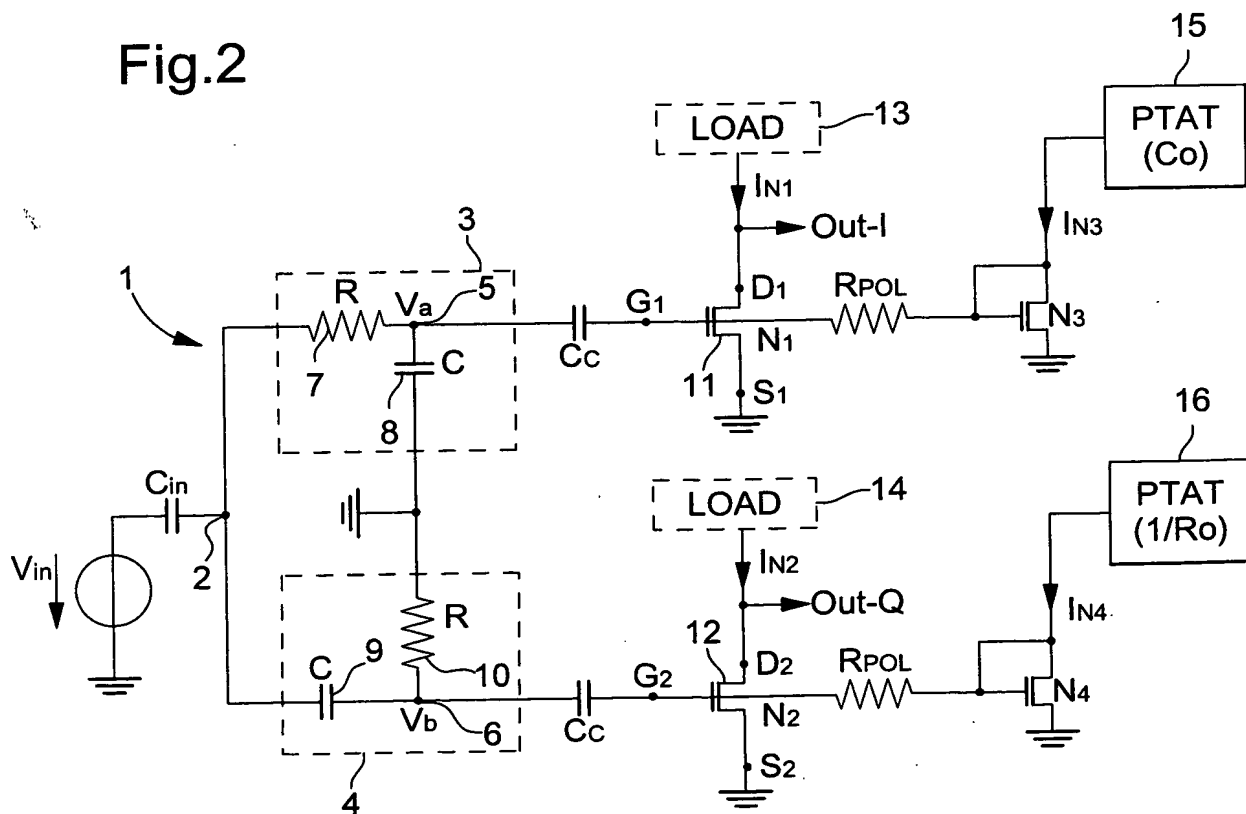 Fig.2
15
PTAT
(Co)
LOAD
13
IN1
IN3
Out-I
3
1
R
Va
5
G1
D1
RPOL
N3
7
C
Cc
N1
11
S1
8
16
Cin
LOAD
14
PTAT
(1/Ro)
Vin
2
IN2
R
Out-Q
IN4
9
12
C
10
G2
D2
RPOL
N4
Vb
6
Cc
N2
S2
4